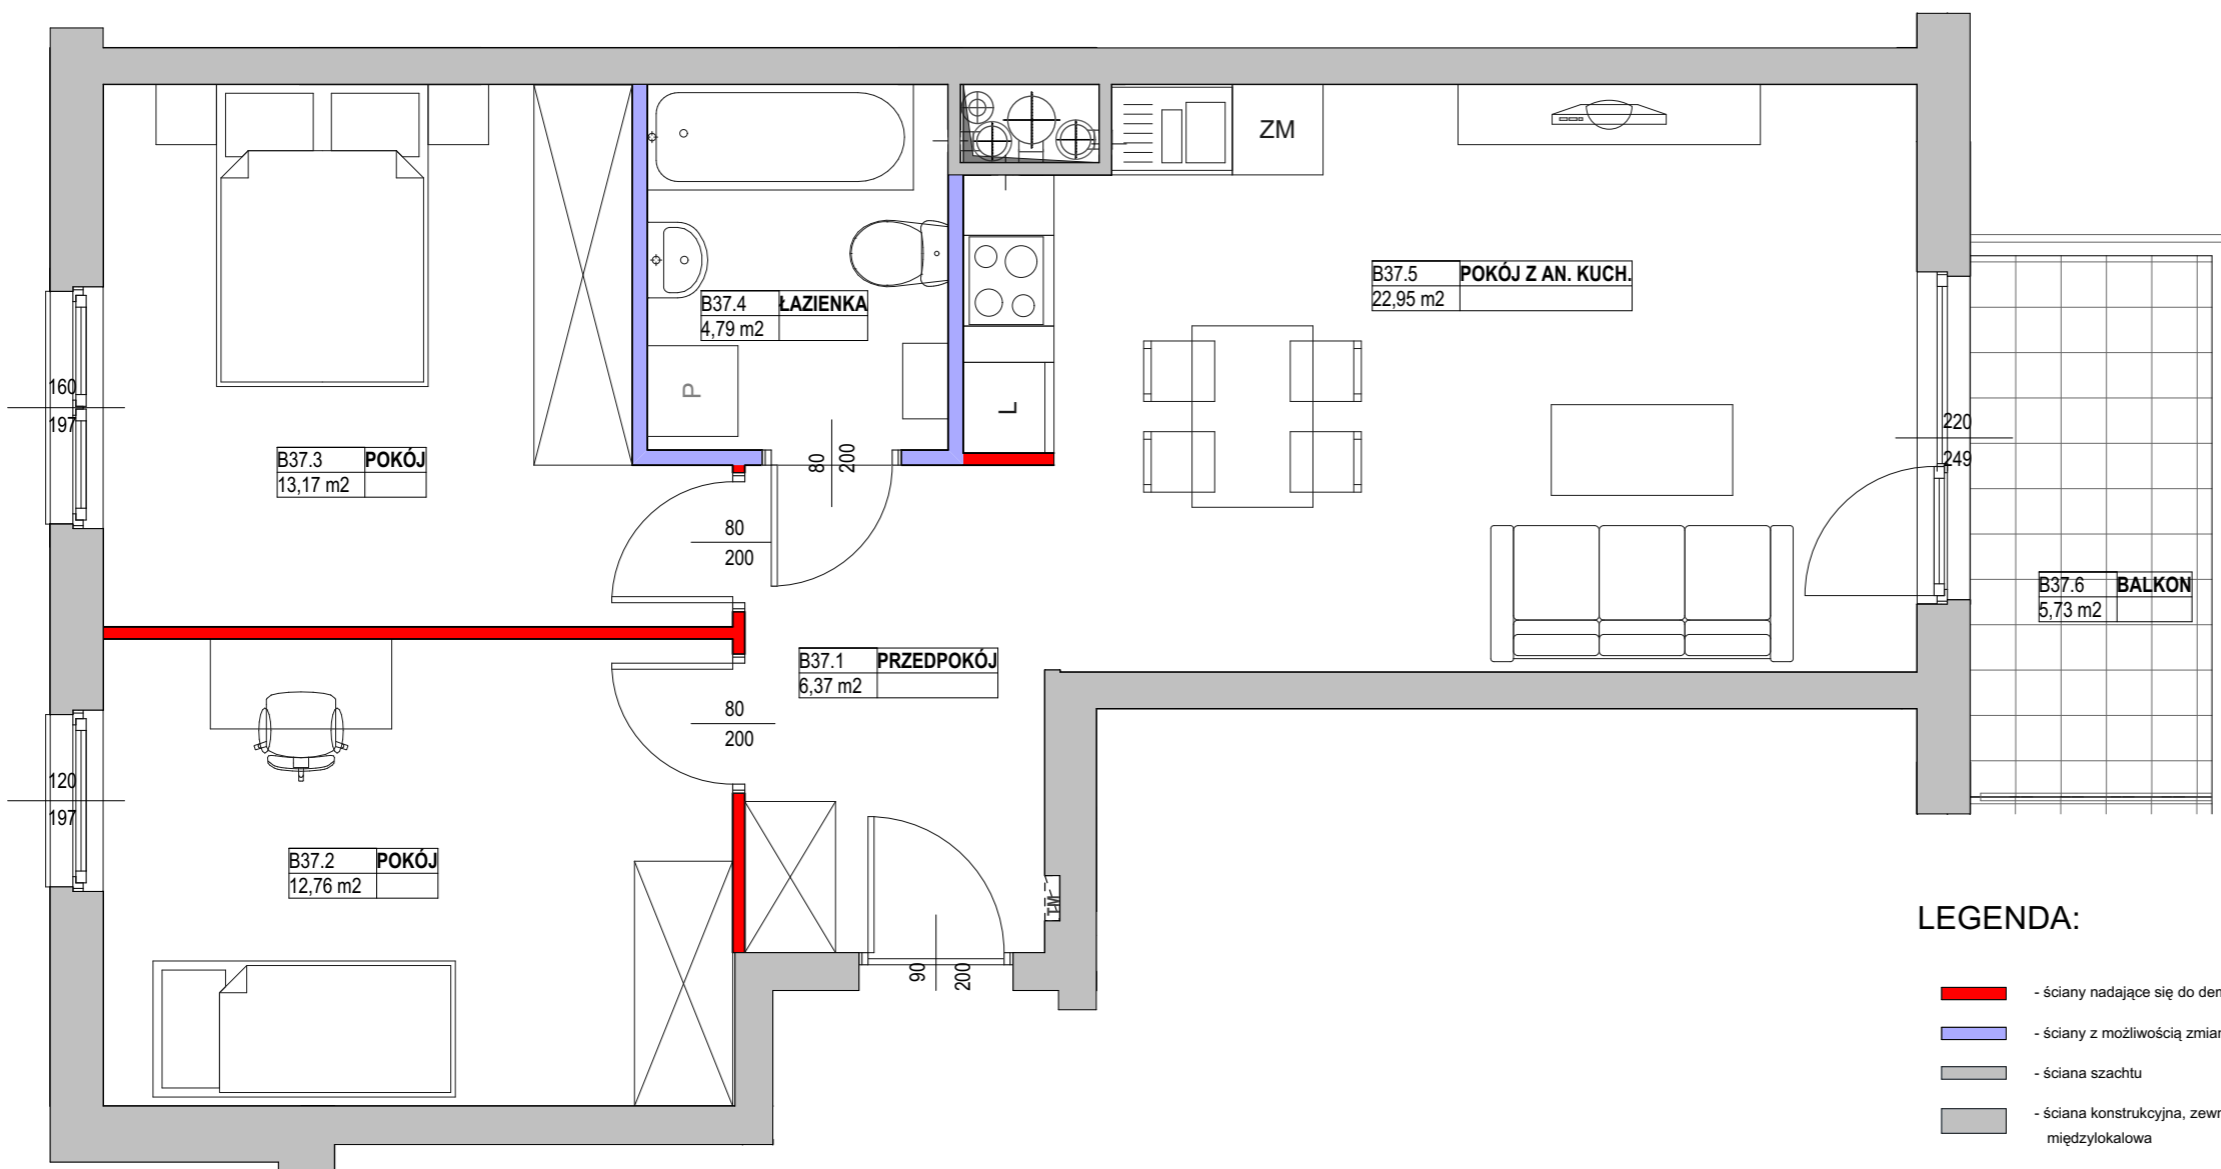 ZM
B37.5 POKÓJ Z AN. KUCH.
22,95 m2
B37.4 ŁAZIENKA
4,79 m2
P
L
160
197
B37.3 POKÓJ
13,17 m2
80
200
80
200
220
249
B37.6 BALKON
5,73 m2
B37.1 PRZEDPOKÓJ
6,37 m2
80
200
120
197
B37.2 POKÓJ
12,76 m2
TM
90
200
LEGENDA:
- ściany nadające się do
- ściany z możliwością
- ściana szachtu
- ściana konstrukcyjna,
międzylokalowa